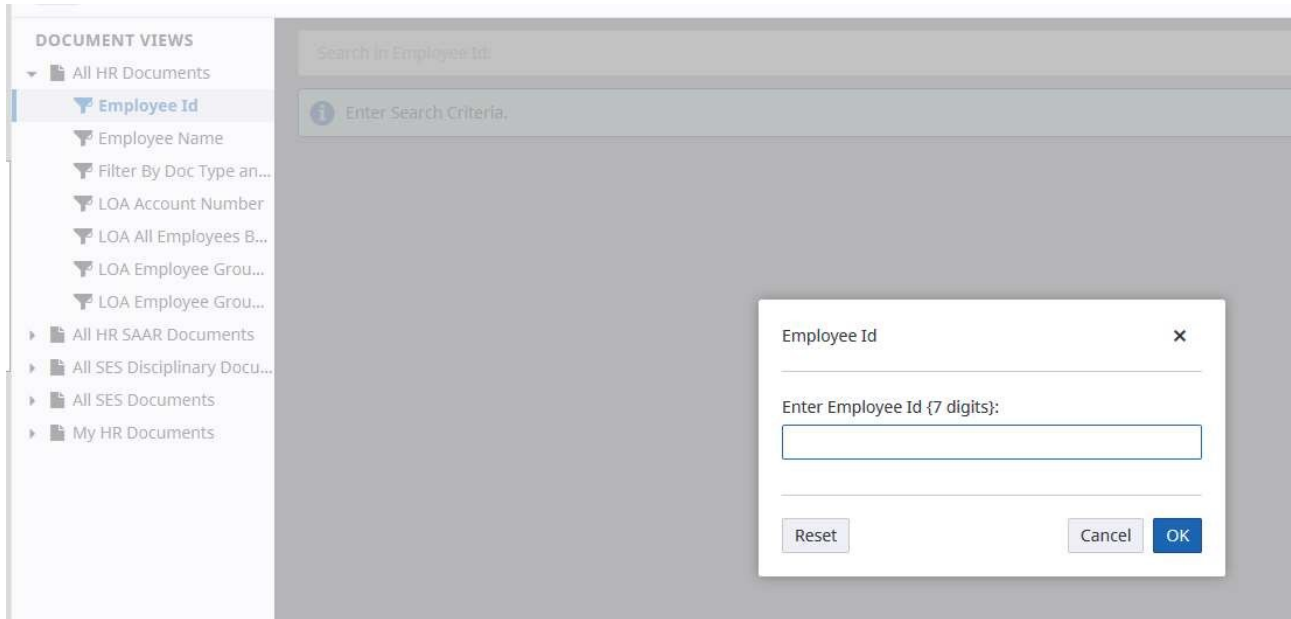 DOCUMENT VIEWS
All HR Documents
Employee Id
Employee Name
Filter By Doc Type an...
LOA Account Number
LOA All Employees B...
LOA Employee Grou...
LOA Employee Grou...
All HR SAAR Documents
All SES Disciplinary Docu...
All SES Documents
My HR Documents
Search in Employee Id:
Enter Search Criteria.
Employee Id
Enter Employee Id {7 digits}:
Reset Cancel OK